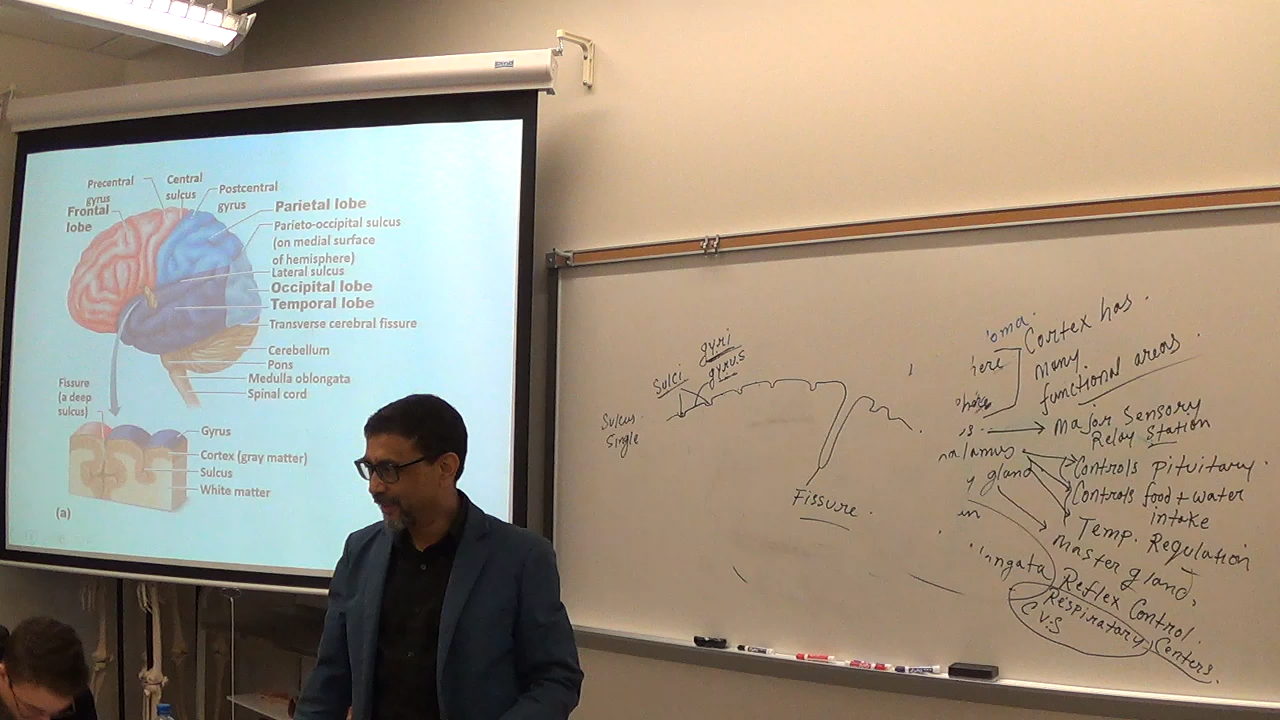 Precentral
gyrus
Central
sulcus
Postcentral
gyrus
Frontal
lobe
Parietal lobe
Parieto-occipital sulcus
(on medial surface
of hemisphere)
Lateral sulcus
Occipital lobe
Temporal lobe
Transverse cerebral fissure
Cerebellum
Pons
Medulla oblongata
Spinal cord
Fissure
(a deep
sulcus)
Gyrus
Cortex (gray matter)
Sulcus
White matter
(a)
gyri
gyrus
Sulci
Sulcus
Single
Fissure.
Cortex has.
many
functional areas.
Major Sensory
Relay Station
Controls pituitary.
Controls food + water
intake
Temp. Regulation
master gland,
Reflex Control.
Respiratory Centers.
C.V.S